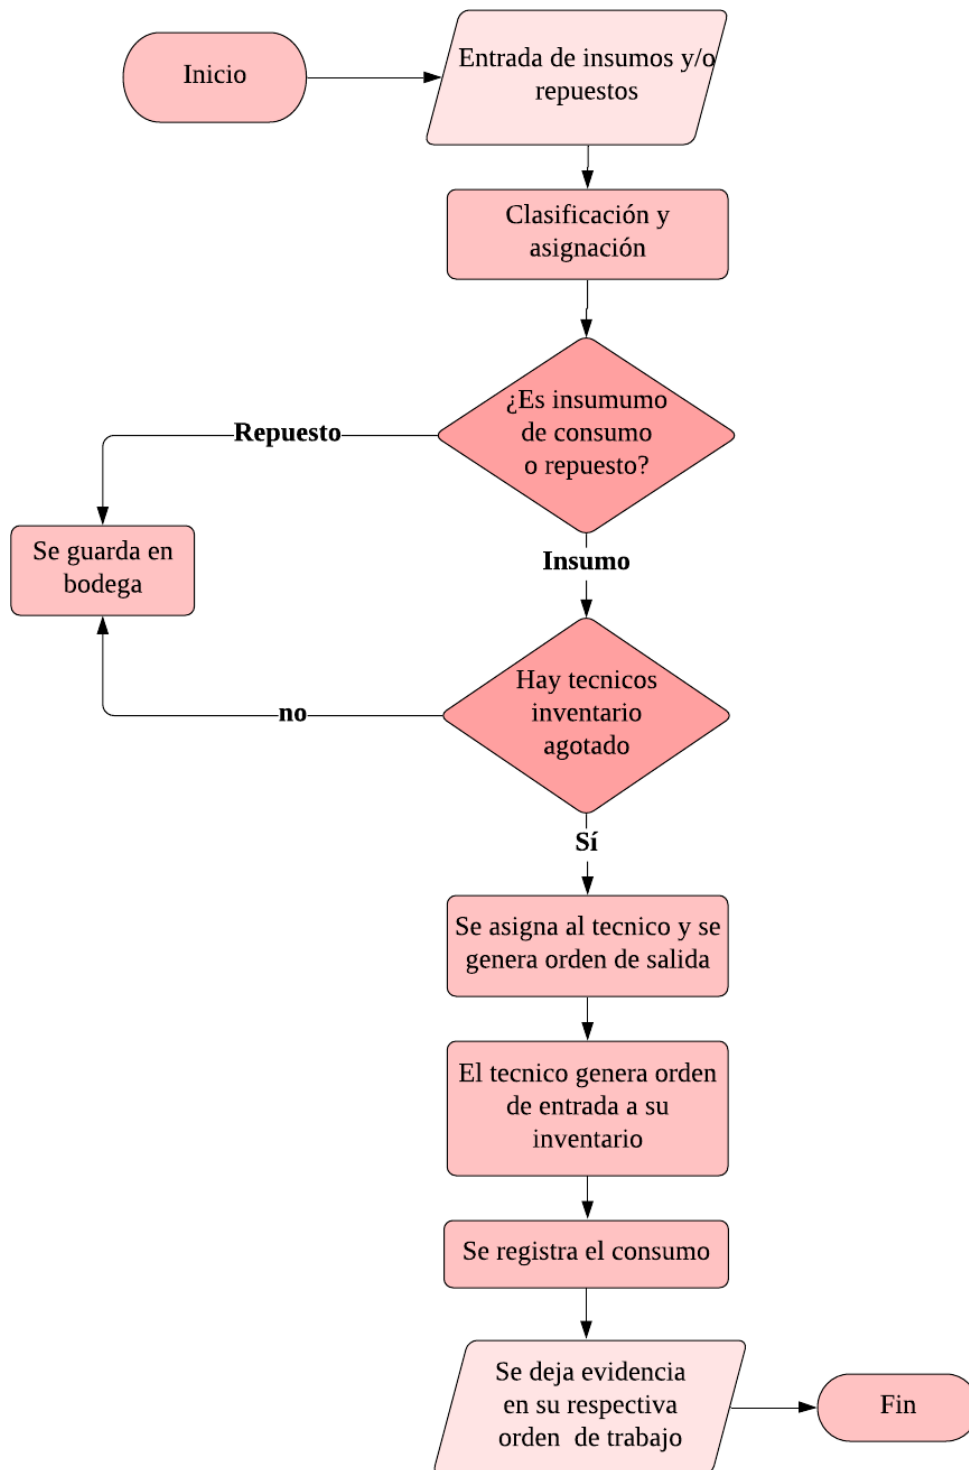 Inicio
Entrada de insumos y/o
repuestos
Clasificación y
asignación
¿Es insumumo
de consumo
o repuesto?
Repuesto
Se guarda en
bodega
Insumo
Hay tecnicos
inventario
agotado
no
Sí
Se asigna al tecnico y se
genera orden de salida
El tecnico genera orden
de entrada a su
inventario
Se registra el consumo
Se deja evidencia
en su respectiva
orden de trabajo
Fin